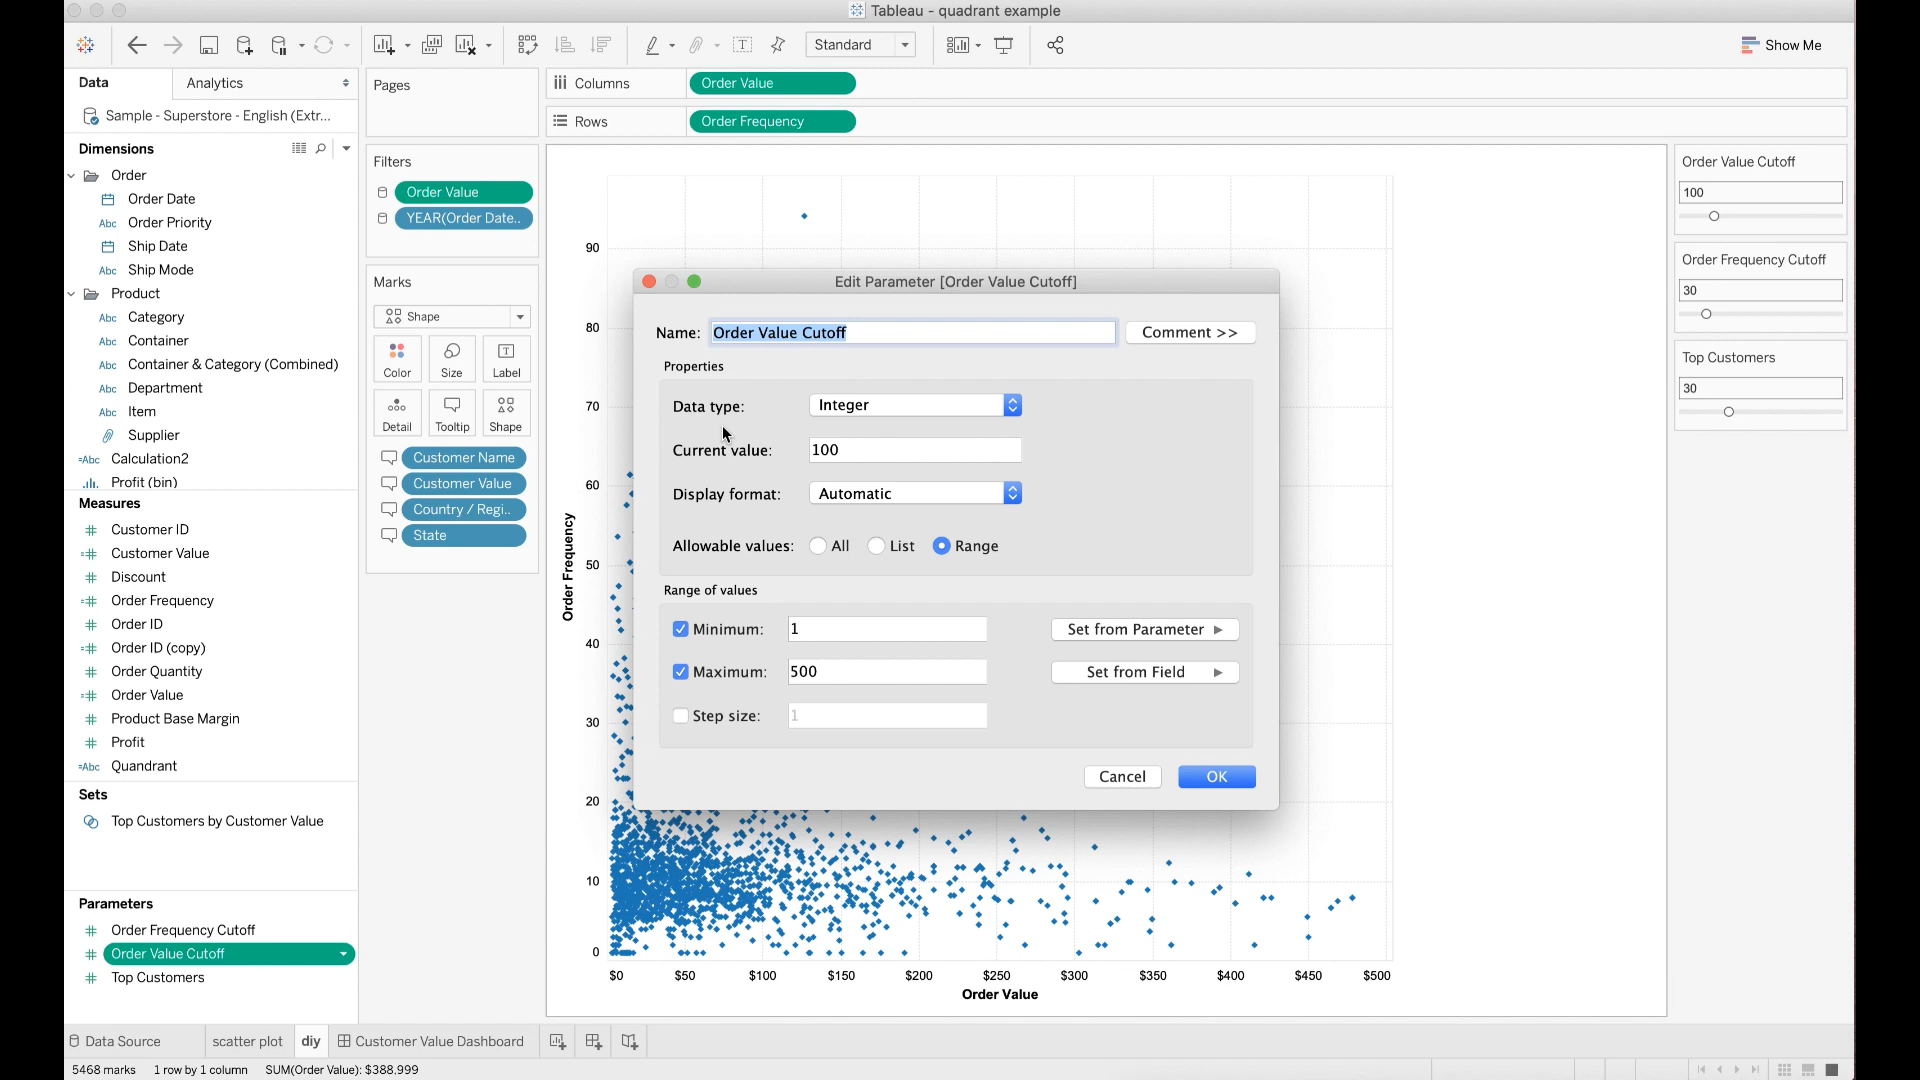 Tableau - quadrant example
Standard
Show Me
Data
Analytics
Sample - Superstore - English (Extr...
Dimensions
Order
Order Date
Abc Order Priority
Ship Date
Abc Ship Mode
Product
Abc Category
Abc Container
Abc Container & Category (Combined)
Abc Department
Abc Item
Supplier
=Abc Calculation2
Profit (bin)
Measures
# Customer ID
=# Customer Value
# Discount
=# Order Frequency
# Order ID
=# Order ID (copy)
# Order Quantity
=# Order Value
# Product Base Margin
# Profit
=Abc Quandrant
Sets
Top Customers by Customer Value
Parameters
# Order Frequency Cutoff
# Order Value Cutoff
# Top Customers
Pages
Filters
Order Value
YEAR(Order Date..
Marks
Shape
Color
Size
Label
Detail
Tooltip
Shape
Customer Name
Customer Value
Country / Regi..
State
Columns
Order Value
Rows
Order Frequency
Order Frequency
90
80
70
60
50
40
30
20
10
0
$0
$50
$100
$150
$200
$250
$300
$350
$400
$450
$500
Order Value
Edit Parameter [Order Value Cutoff]
Name: Order Value Cutoff
Comment >>
Properties
Data type: Integer
Current value: 100
Display format: Automatic
Allowable values: All List Range
Range of values
Minimum: 1
Set from Parameter
Maximum: 500
Set from Field
Step size: 1
Cancel
OK
Order Value Cutoff
100
Order Frequency Cutoff
30
Top Customers
30
Data Source
scatter plot
diy
Customer Value Dashboard
5468 marks
1 row by 1 column
SUM(Order Value): $388,999